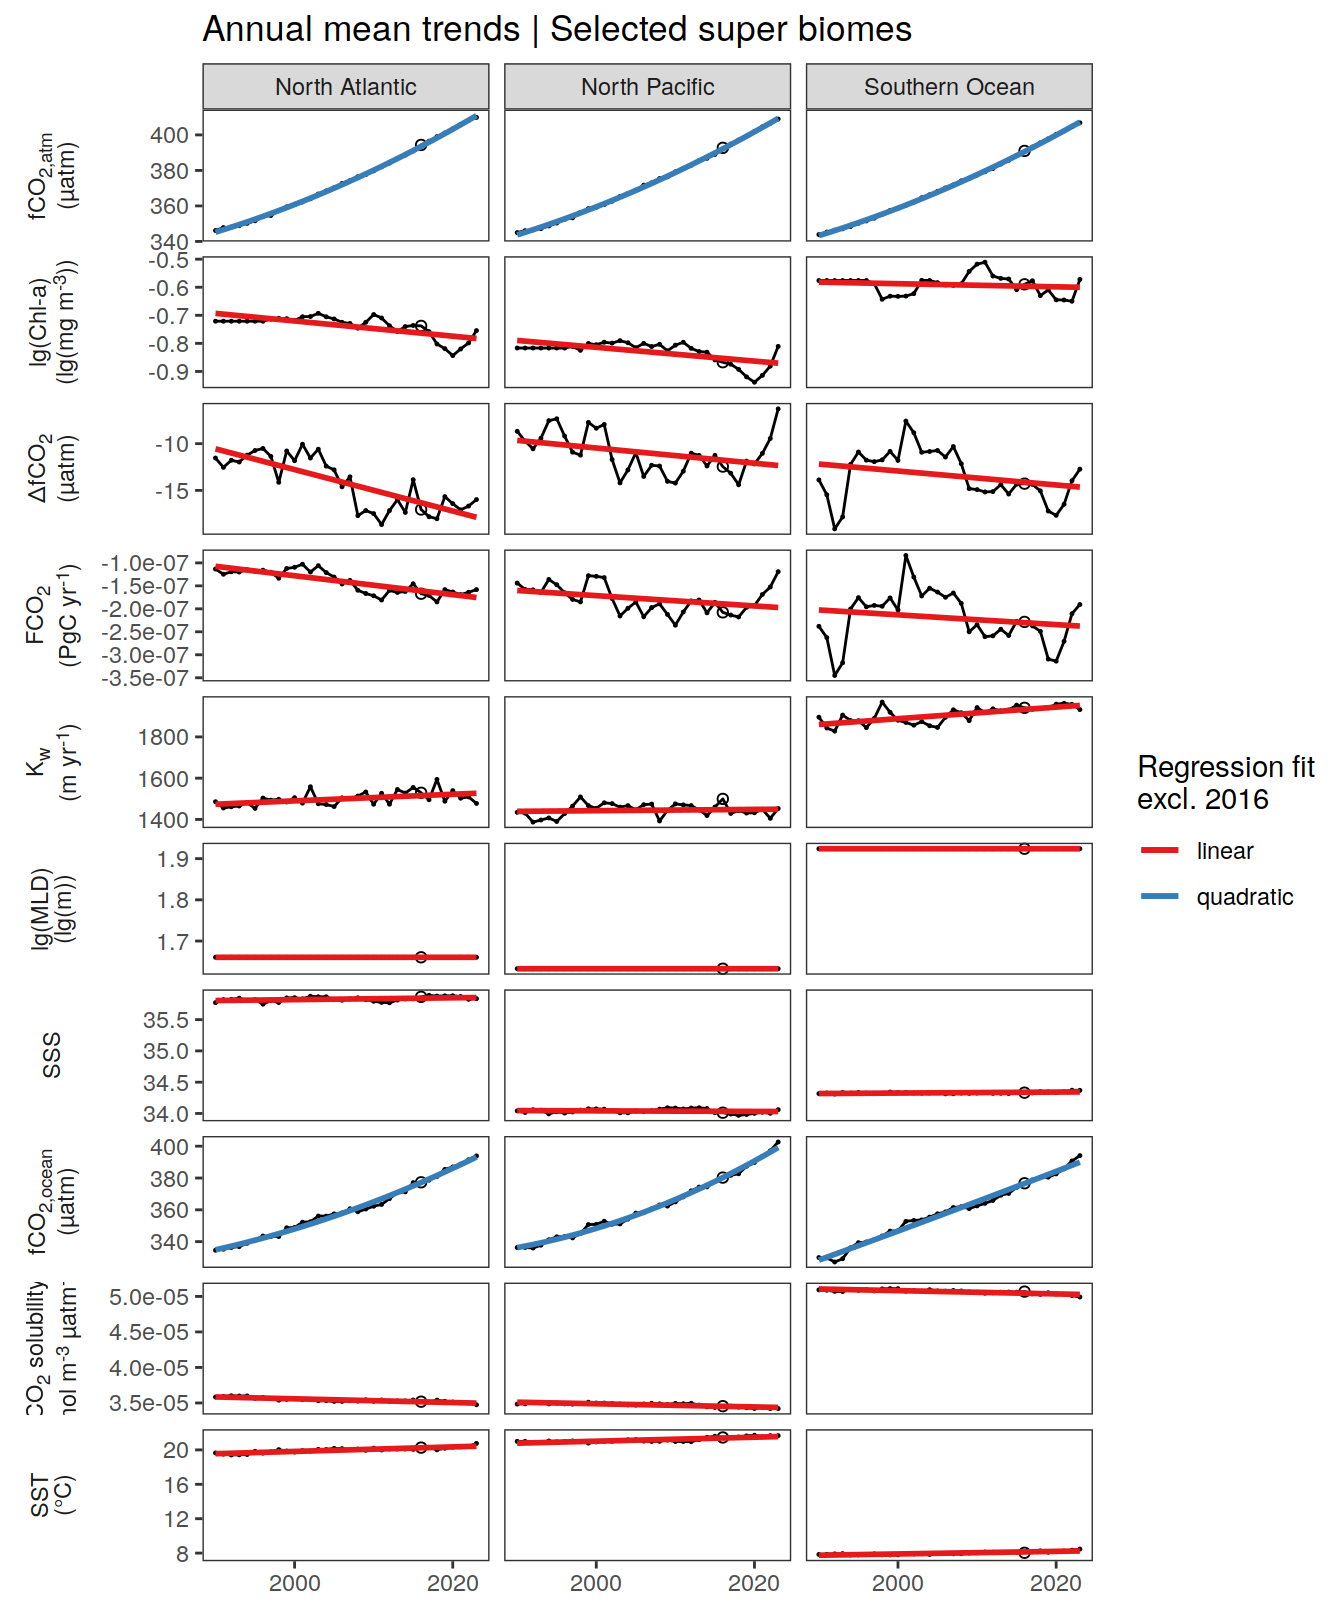 Annual mean trends | Selected super biomes
North Atlantic
North Pacific
Southern Ocean
fCO2,atm
(µatm)
400
380
360
340
lg(Chl-a)
(lg(mg m-3))
-0.5
-0.6
-0.7
-0.8
-0.9
ΔfCO2
(µatm)
-10
-15
FCO2
(PgC yr-1)
-1.0e-07
-1.5e-07
-2.0e-07
-2.5e-07
-3.0e-07
-3.5e-07
Kw
(m yr-1)
1800
1600
1400
lg(MLD)
(lg(m))
1.9
1.8
1.7
SSS
35.5
35.0
34.5
34.0
fCO2,ocean
(µatm)
400
380
360
340
CO2 solubility
mol m-3 µatm-
5.0e-05
4.5e-05
4.0e-05
3.5e-05
SST
(°C)
20
16
12
8
2000
2020
2000
2020
2000
2020
Regression fit
excl. 2016
linear
quadratic